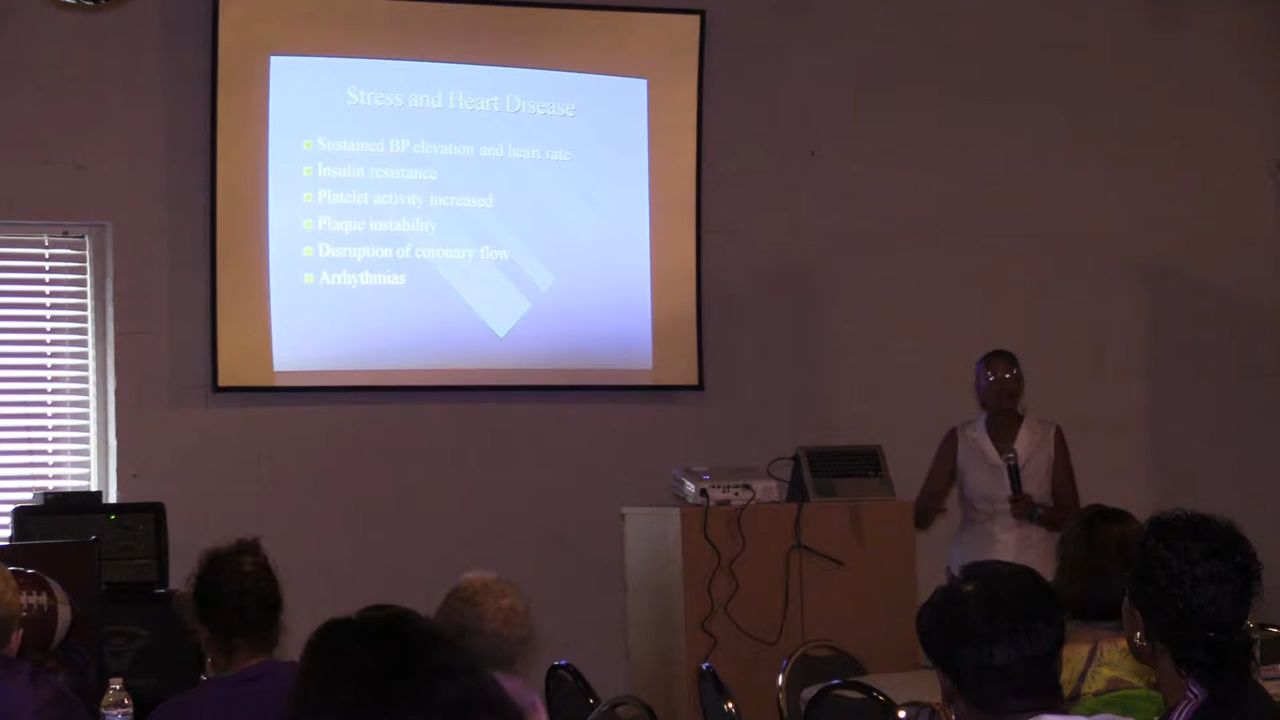 Stress and Heart Disease
Sustained BP elevation and heart rate
Insulin resistance
Platelet activity increased
Plaque instability
Disruption of coronary flow
Arrhythmias